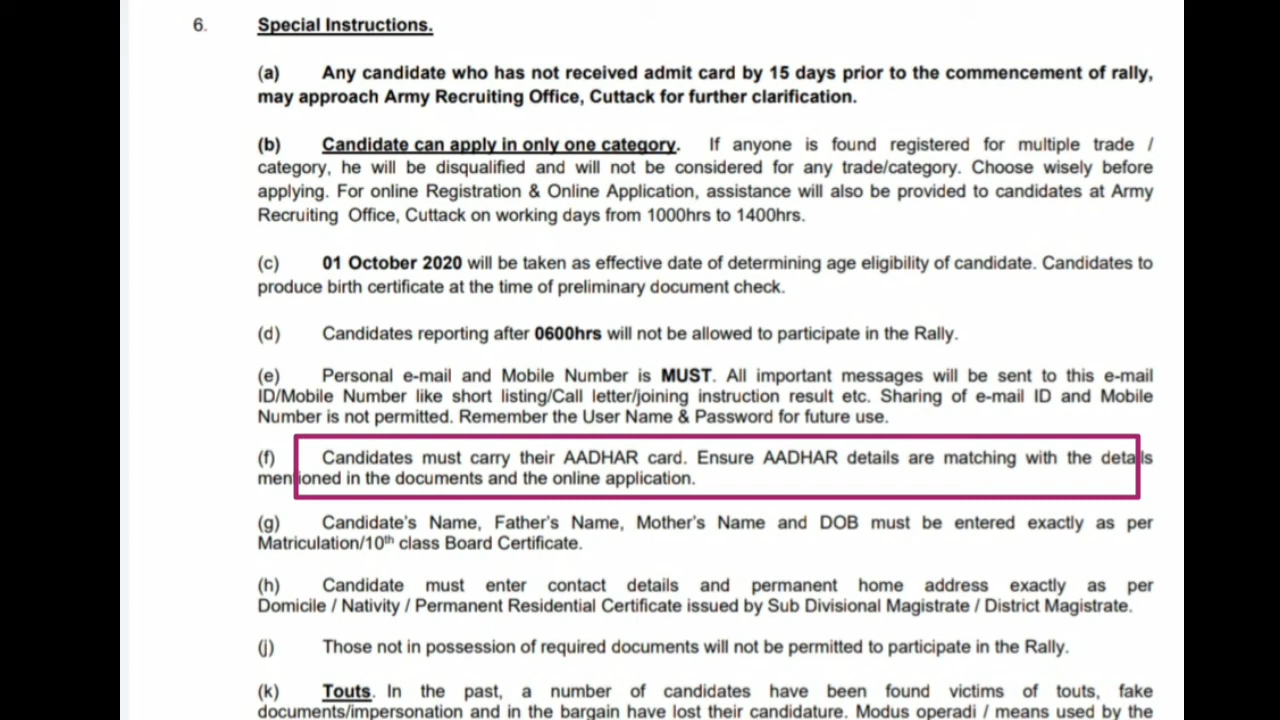 6. Special Instructions.
(a) Any candidate who has not received admit card by 15 days prior to the commencement of rally,
may approach Army Recruiting Office, Cuttack for further clarification.
(b) Candidate can apply in only one category. If anyone is found registered for multiple trade /
category, he will be disqualified and will not be considered for any trade/category. Choose wisely before
applying. For online Registration & Online Application, assistance will also be provided to candidates at Army
Recruiting Office, Cuttack on working days from 1000hrs to 1400hrs.
(c) 01 October 2020 will be taken as effective date of determining age eligibility of candidate. Candidates to
produce birth certificate at the time of preliminary document check.
(d) Candidates reporting after 0600hrs will not be allowed to participate in the Rally.
(e) Personal e-mail and Mobile Number is MUST. All important messages will be sent to this e-mail
ID/Mobile Number like short listing/Call letter/joining instruction result etc. Sharing of e-mail ID and Mobile
Number is not permitted. Remember the User Name & Password for future use.
(f) Candidates must carry their AADHAR card. Ensure AADHAR details are matching with the details
mentioned in the documents and the online application.
(g) Candidate's Name, Father's Name, Mother's Name and DOB must be entered exactly as per
Matriculation/10th class Board Certificate.
(h) Candidate must enter contact details and permanent home address exactly as per
Domicile / Nativity / Permanent Residential Certificate issued by Sub Divisional Magistrate / District Magistrate.
(j) Those not in possession of required documents will not be permitted to participate in the Rally.
(k) Touts. In the past, a number of candidates have been found victims of touts, fake
documents/impersonation and in the bargain have lost their candidature. Modus operadi / means used by the